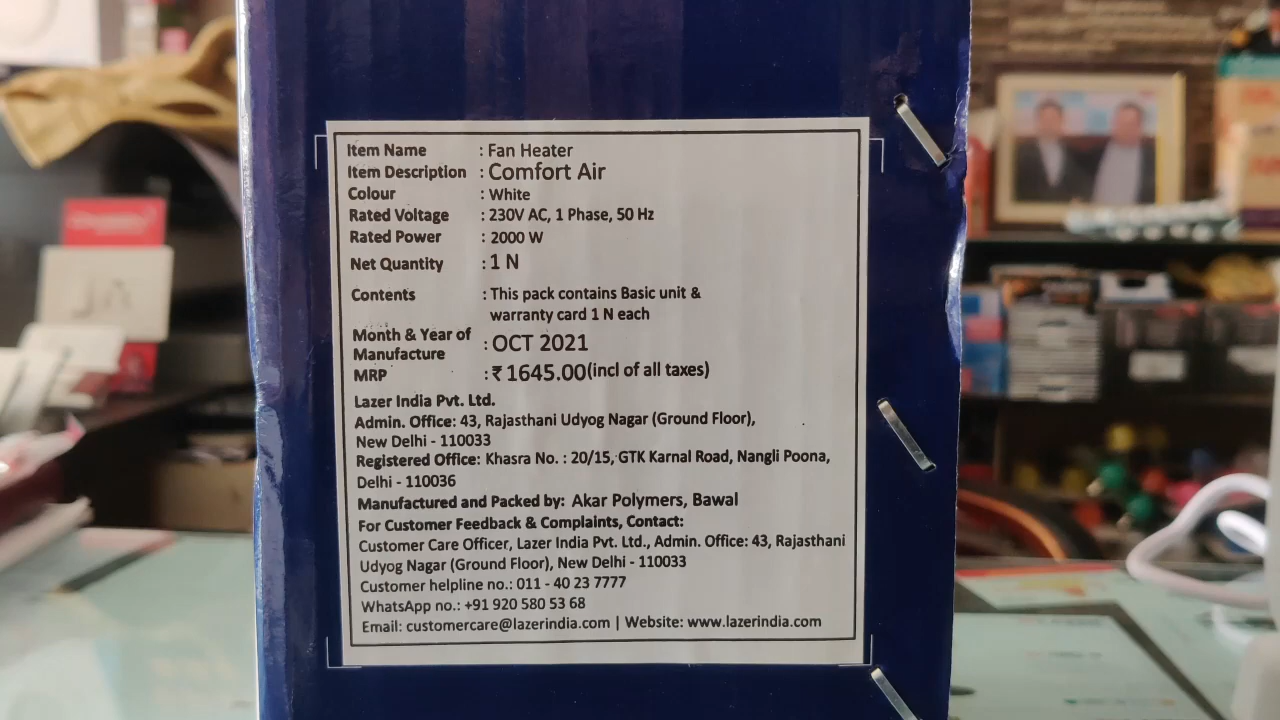 Item Name : Fan Heater
Item Description : Comfort Air
Colour : White
Rated Voltage : 230V AC, 1 Phase, 50 Hz
Rated Power : 2000 W
Net Quantity : 1 N
Contents : This pack contains Basic unit &
warranty card 1 N each
Month & Year of
Manufacture : OCT 2021
MRP : ₹ 1645.00(incl of all taxes)
Lazer India Pvt. Ltd.
Admin. Office: 43, Rajasthani Udyog Nagar (Ground Floor),
New Delhi - 110033
Registered Office: Khasra No. : 20/15, GTK Karnal Road, Nangli Poona,
Delhi - 110036
Manufactured and Packed by: Akar Polymers, Bawal
For Customer Feedback & Complaints, Contact:
Customer Care Officer, Lazer India Pvt. Ltd., Admin. Office: 43, Rajasthani
Udyog Nagar (Ground Floor), New Delhi - 110033
Customer helpline no.: 011 - 40 23 7777
WhatsApp no.: +91 920 580 53 68
Email: customercare@lazerindia.com | Website: www.lazerindia.com